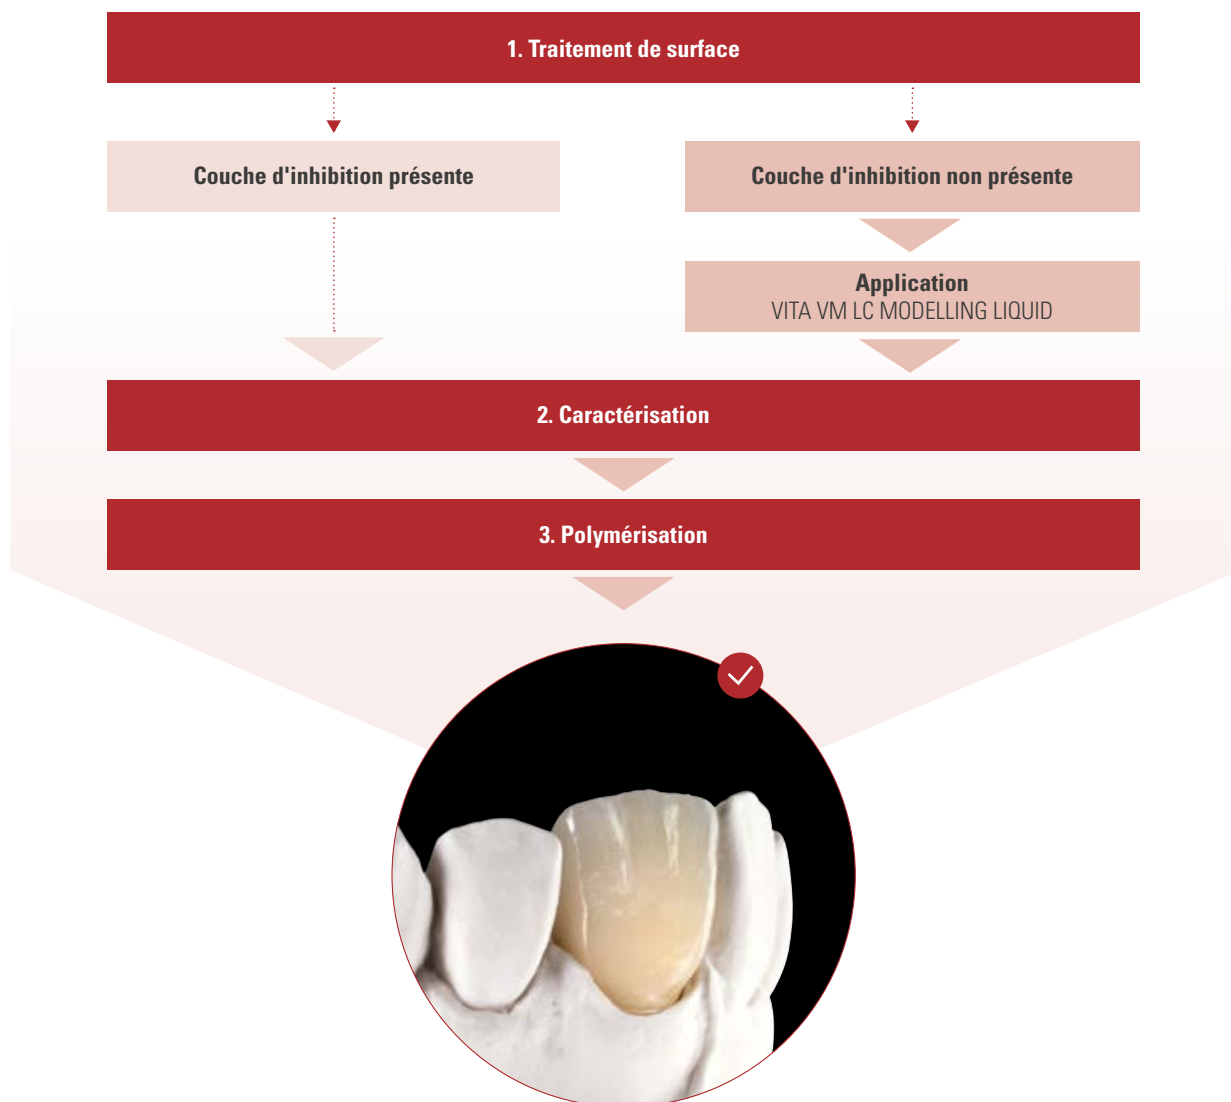 1. Traitement de surface
Couche d'inhibition présente
Couche d'inhibition non présente
Application
VITA VM LC MODELLING LIQUID
2. Caractérisation
3. Polymérisation